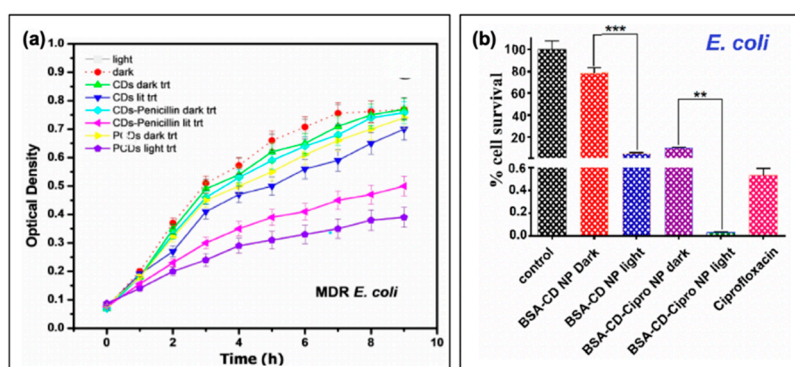 (a)
light
dark
CDs dark trt
CDs lit trt
CDs-Penicillin dark trt
CDs-Penicillin lit trt
PCDs dark trt
PCDs light trt
1.0
0.9
0.8
0.7
0.6
0.5
0.4
0.3
0.2
0.1
0.0
Optical Density
MDR E. coli
0 2 4 6 8 10
Time (h)
(b)
E. coli
***
**
% cell survival
100
80
60
40
20
0.6
0.4
0.2
0.0
control
BSA-CD NP Dark
BSA-CD NP light
BSA-CD-Cipro NP dark
BSA-CD-Cipro NP light
Ciprofloxacin